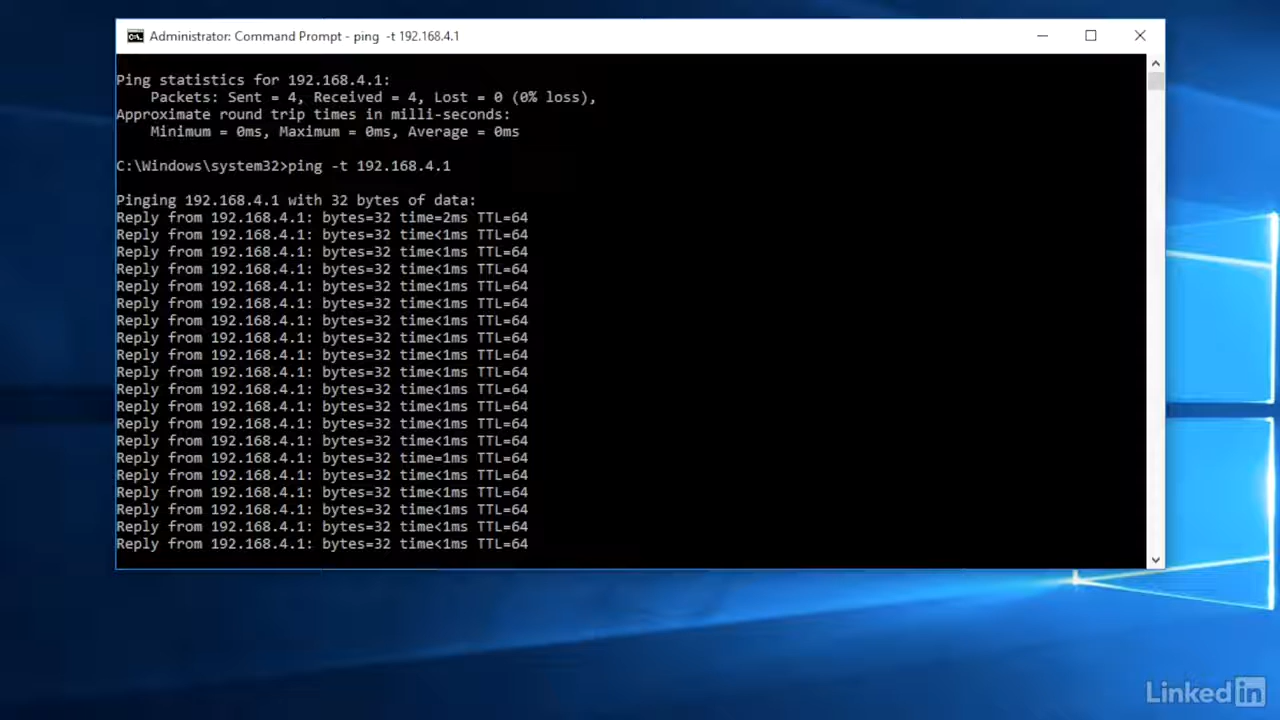 Administrator: Command Prompt - ping  -t 192.168.4.1
Ping statistics for 192.168.4.1:
    Packets: Sent = 4, Received = 4, Lost = 0 (0% loss),
Approximate round trip times in milli-seconds:
    Minimum = 0ms, Maximum = 0ms, Average = 0ms
C:\Windows\system32>ping -t 192.168.4.1
Pinging 192.168.4.1 with 32 bytes of data:
Reply from 192.168.4.1: bytes=32 time=2ms TTL=64
Reply from 192.168.4.1: bytes=32 time<1ms TTL=64
Reply from 192.168.4.1: bytes=32 time<1ms TTL=64
Reply from 192.168.4.1: bytes=32 time<1ms TTL=64
Reply from 192.168.4.1: bytes=32 time<1ms TTL=64
Reply from 192.168.4.1: bytes=32 time<1ms TTL=64
Reply from 192.168.4.1: bytes=32 time<1ms TTL=64
Reply from 192.168.4.1: bytes=32 time<1ms TTL=64
Reply from 192.168.4.1: bytes=32 time<1ms TTL=64
Reply from 192.168.4.1: bytes=32 time<1ms TTL=64
Reply from 192.168.4.1: bytes=32 time<1ms TTL=64
Reply from 192.168.4.1: bytes=32 time<1ms TTL=64
Reply from 192.168.4.1: bytes=32 time<1ms TTL=64
Reply from 192.168.4.1: bytes=32 time<1ms TTL=64
Reply from 192.168.4.1: bytes=32 time=1ms TTL=64
Reply from 192.168.4.1: bytes=32 time<1ms TTL=64
Reply from 192.168.4.1: bytes=32 time<1ms TTL=64
Reply from 192.168.4.1: bytes=32 time<1ms TTL=64
Reply from 192.168.4.1: bytes=32 time<1ms TTL=64
Reply from 192.168.4.1: bytes=32 time<1ms TTL=64
Linked in